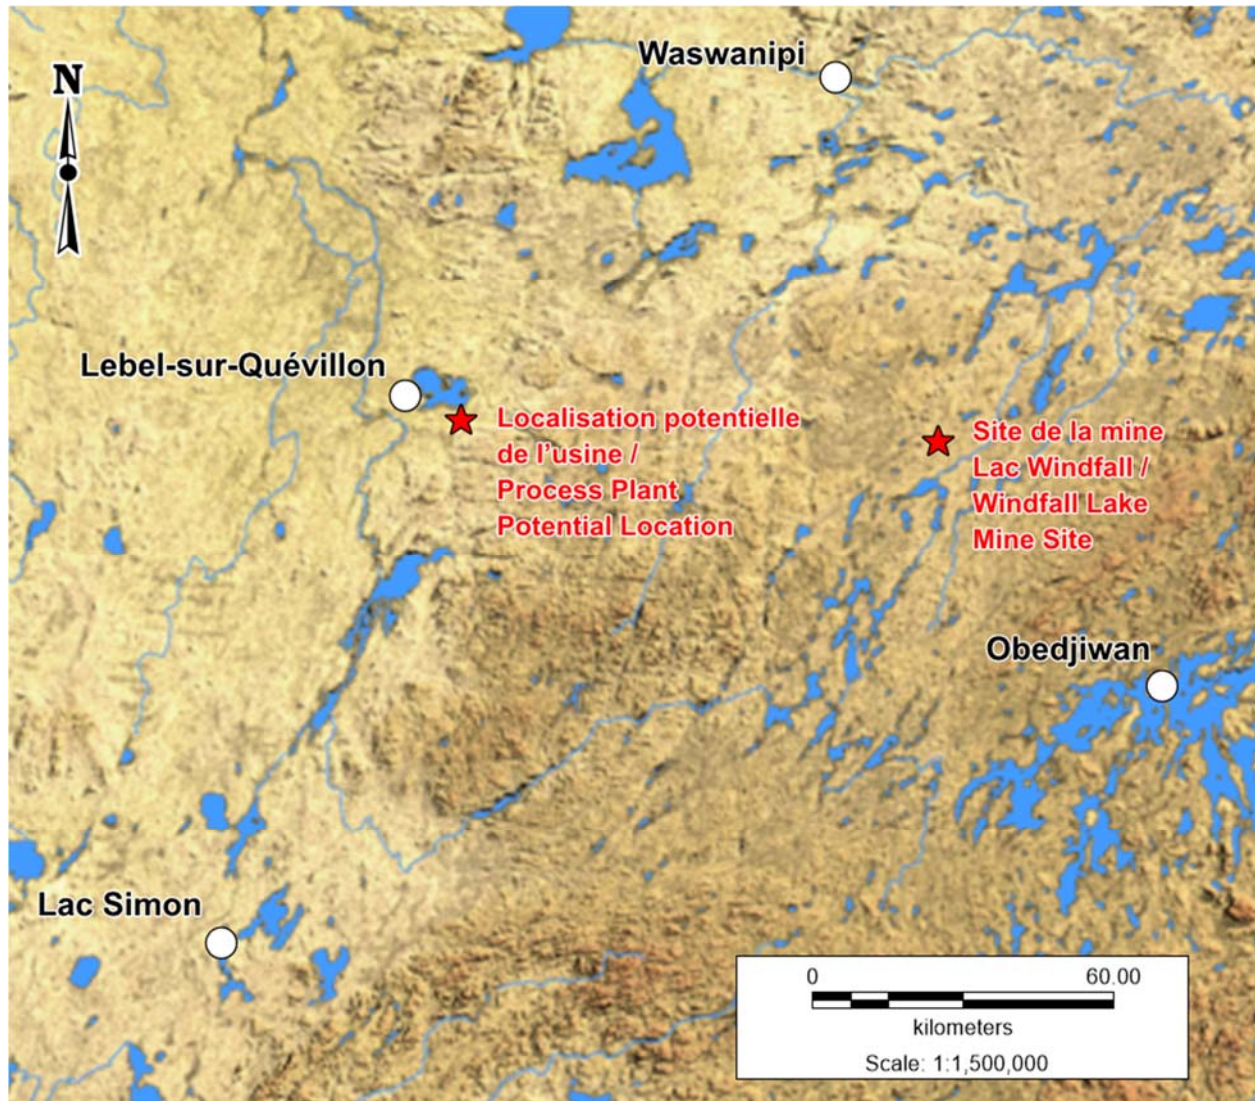 Waswanipi
N
Lebel-sur-Quévillon
Localisation potentielle
de l'usine /
Process Plant
Potential Location
Site de la mine
Lac Windfall /
Windfall Lake
Mine Site
Obedjiwan
Lac Simon
0 60.00
kilometers
Scale: 1:1,500,000